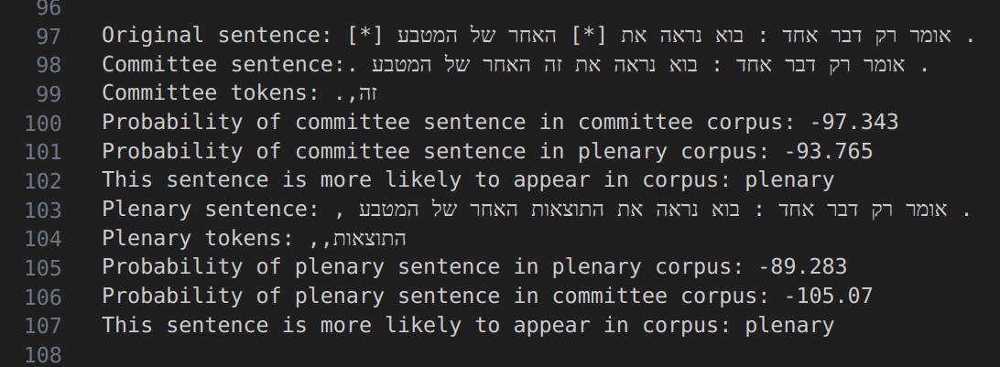 96
97 Original sentence: [*] אומר רק דבר אחד : בוא נראה את [*] האחר של המטבע .
98 Committee sentence:. אומר רק דבר אחד : בוא נראה את זה האחר של המטבע .
99 Committee tokens: .,זה
100 Probability of committee sentence in committee corpus: -97.343
101 Probability of committee sentence in plenary corpus: -93.765
102 This sentence is more likely to appear in corpus: plenary
103 Plenary sentence: , אומר רק דבר אחד : בוא נראה את התוצאות האחר של המטבע .
104 Plenary tokens: ,,התוצאות
105 Probability of plenary sentence in plenary corpus: -89.283
106 Probability of plenary sentence in committee corpus: -105.07
107 This sentence is more likely to appear in corpus: plenary
108